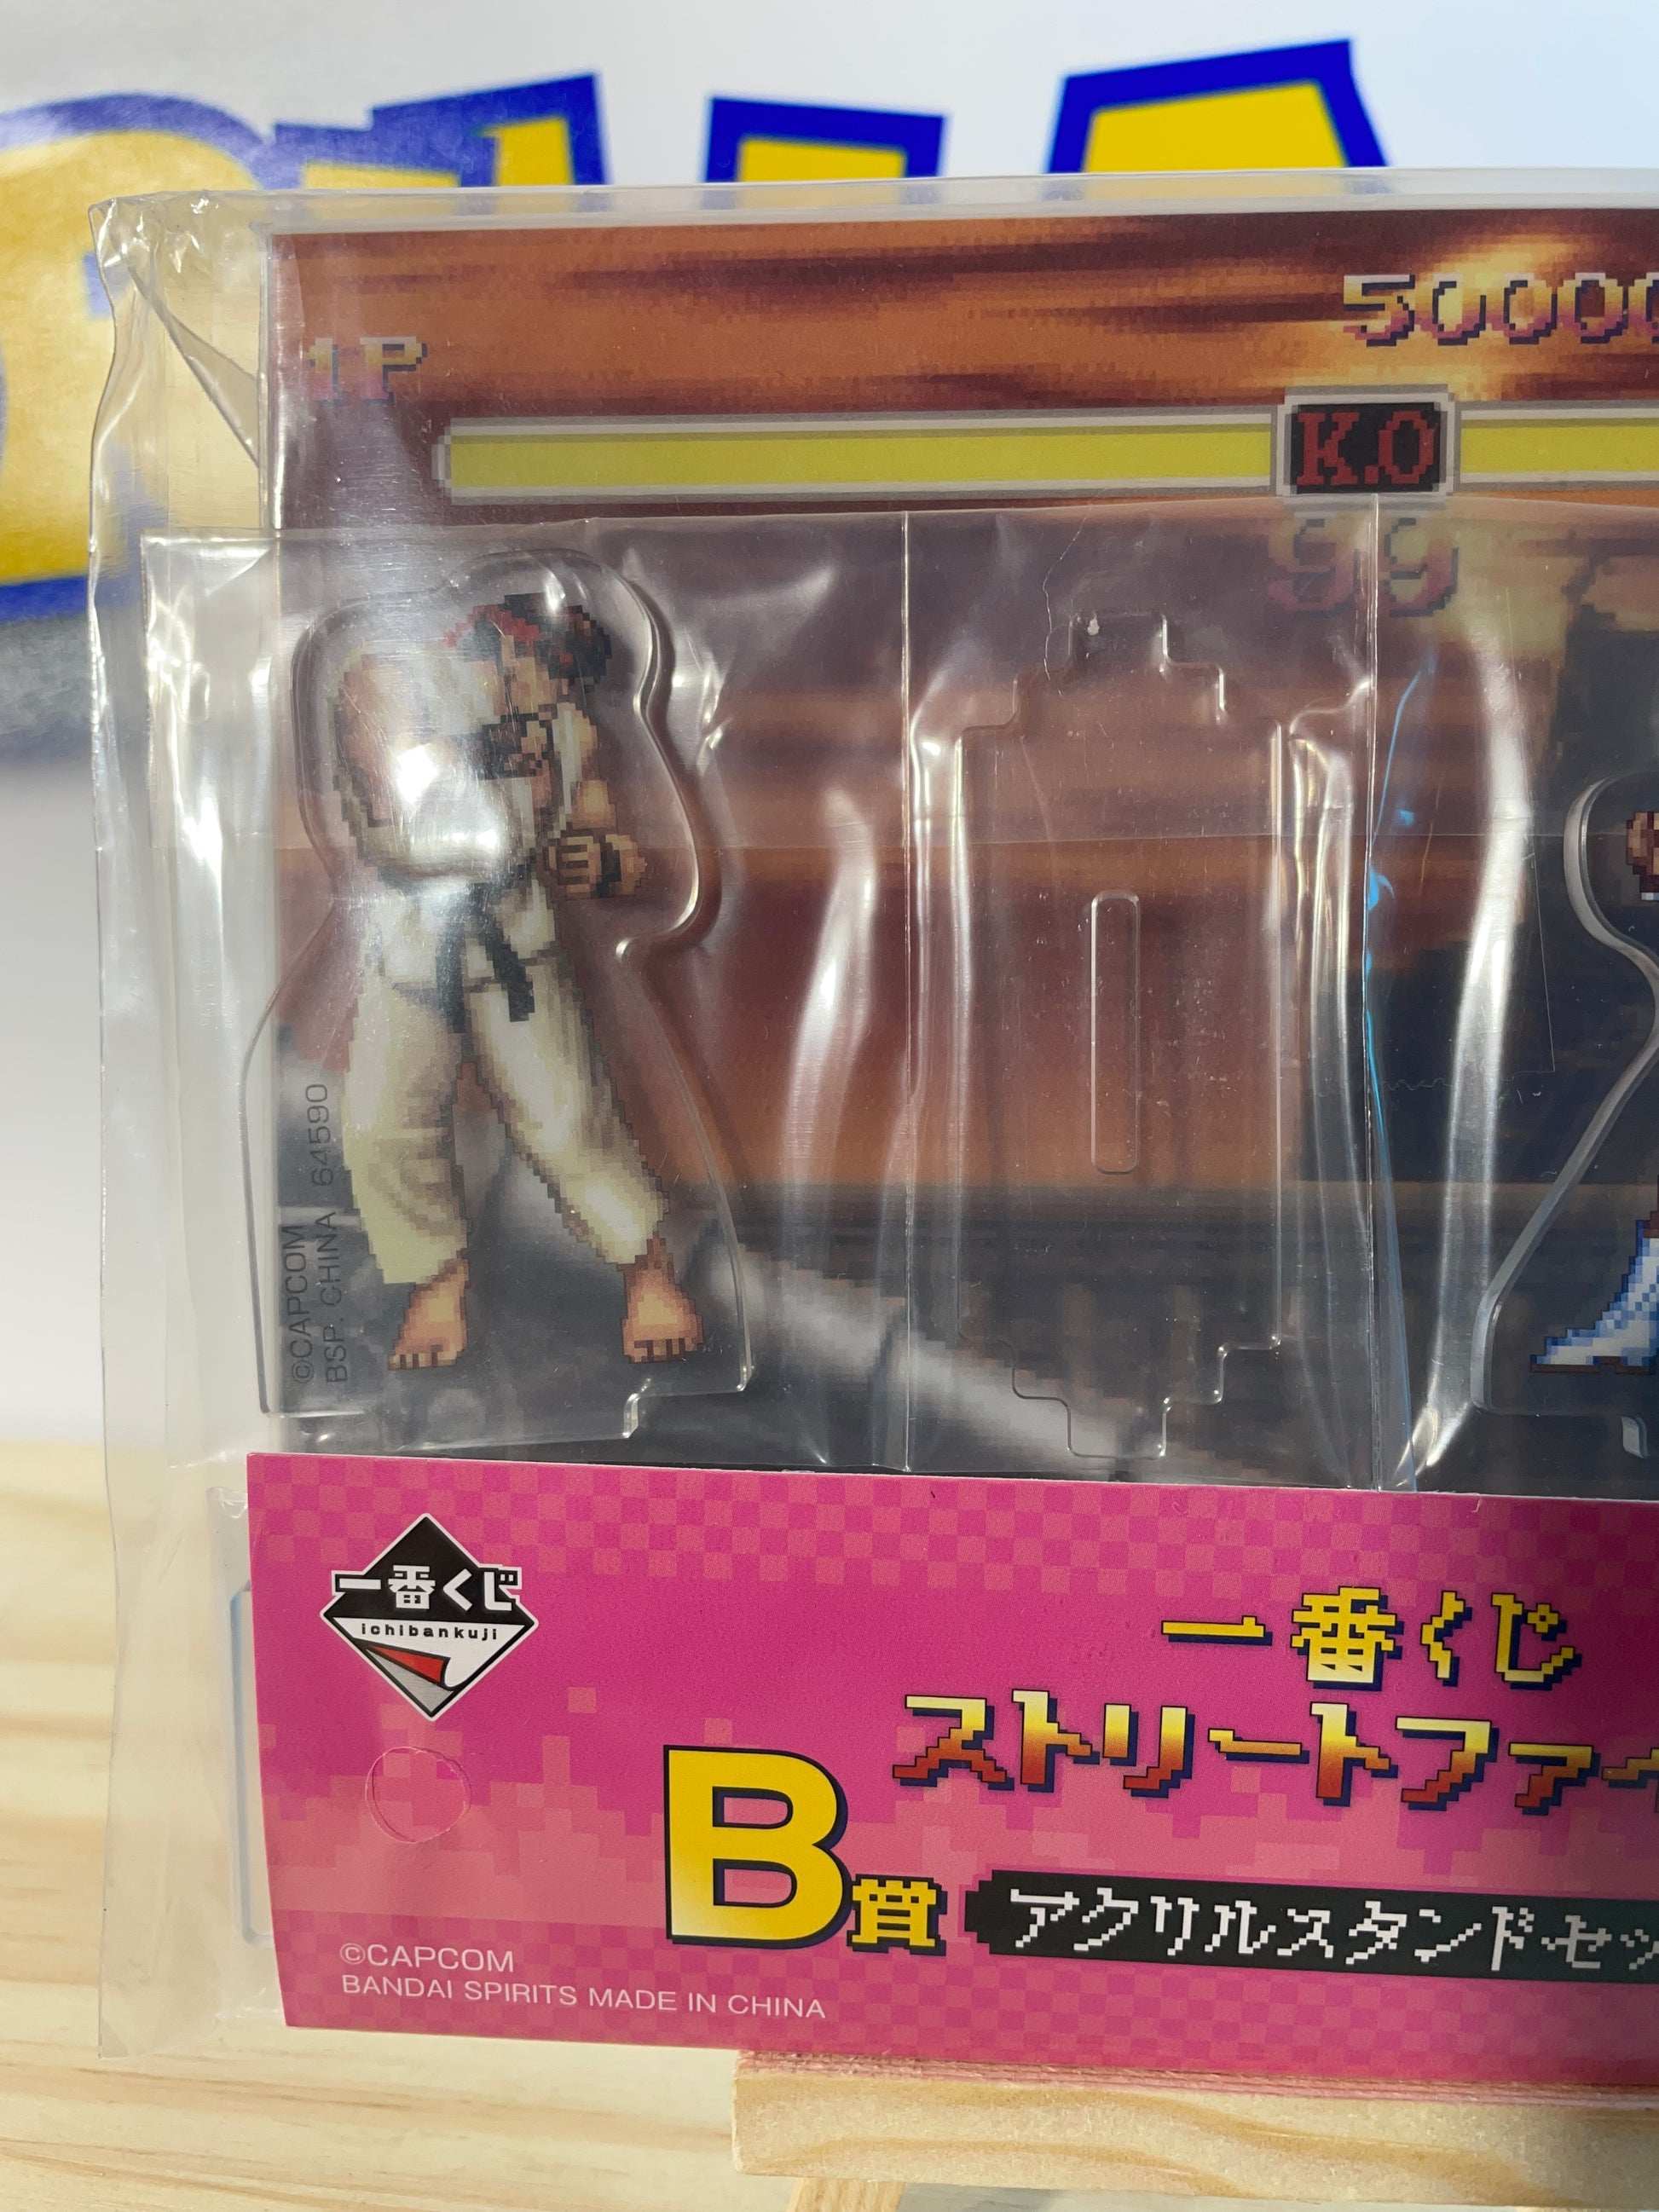 50000
1P
K.O
99
©CAPCOM
BSP. CHINA 64590
一番くじ
ichibankuji
一番くじ
ストリートファイ
B賞
アクリルスタンドセッ
©CAPCOM
BANDAI SPIRITS MADE IN CHINA